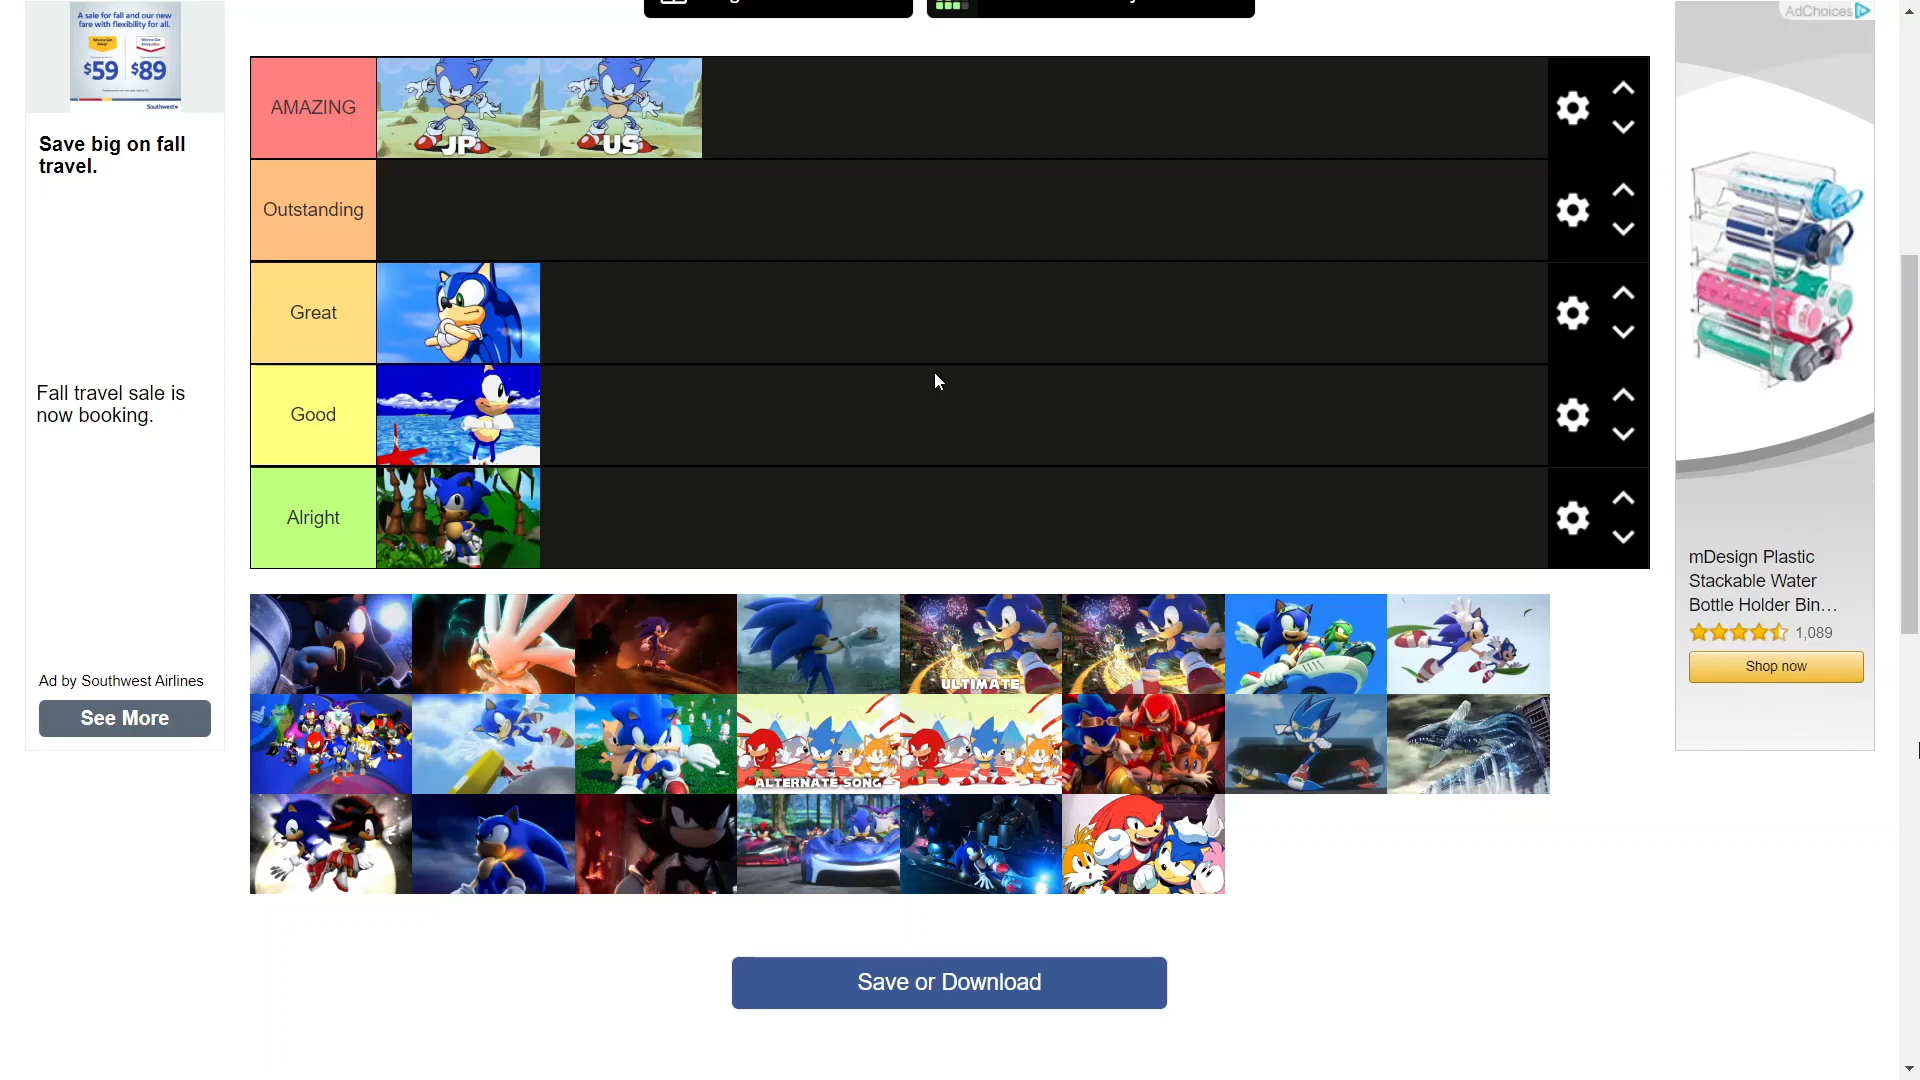 A sale for fall and our new
fare with flexibility for all.
$59 $89
Southwest
Save big on fall
travel.
Fall travel sale is
now booking.
Ad by Southwest Airlines
See More
AMAZING
JP
US
Outstanding
Great
Good
Alright
ULTIMATE
ALTERNATE SONG
Save or Download
AdChoices
mDesign Plastic
Stackable Water
Bottle Holder Bin…
1,089
Shop now